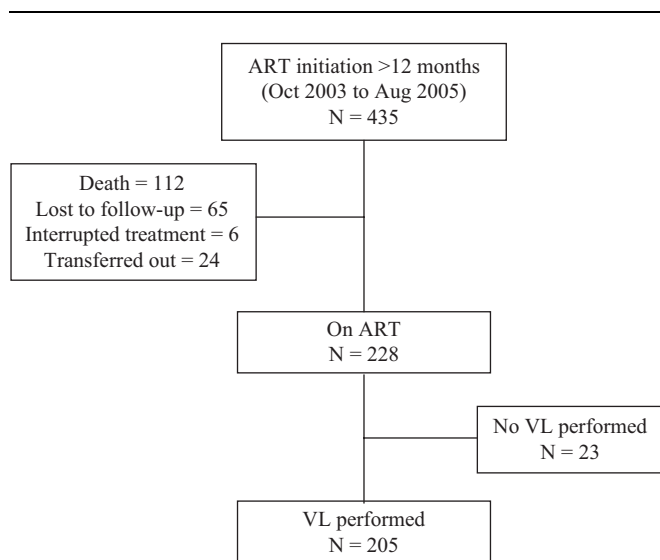 ART initiation >12 months
(Oct 2003 to Aug 2005)
N = 435
Death = 112
Lost to follow-up = 65
Interrupted treatment = 6
Transferred out = 24
On ART
N = 228
No VL performed
N = 23
VL performed
N = 205